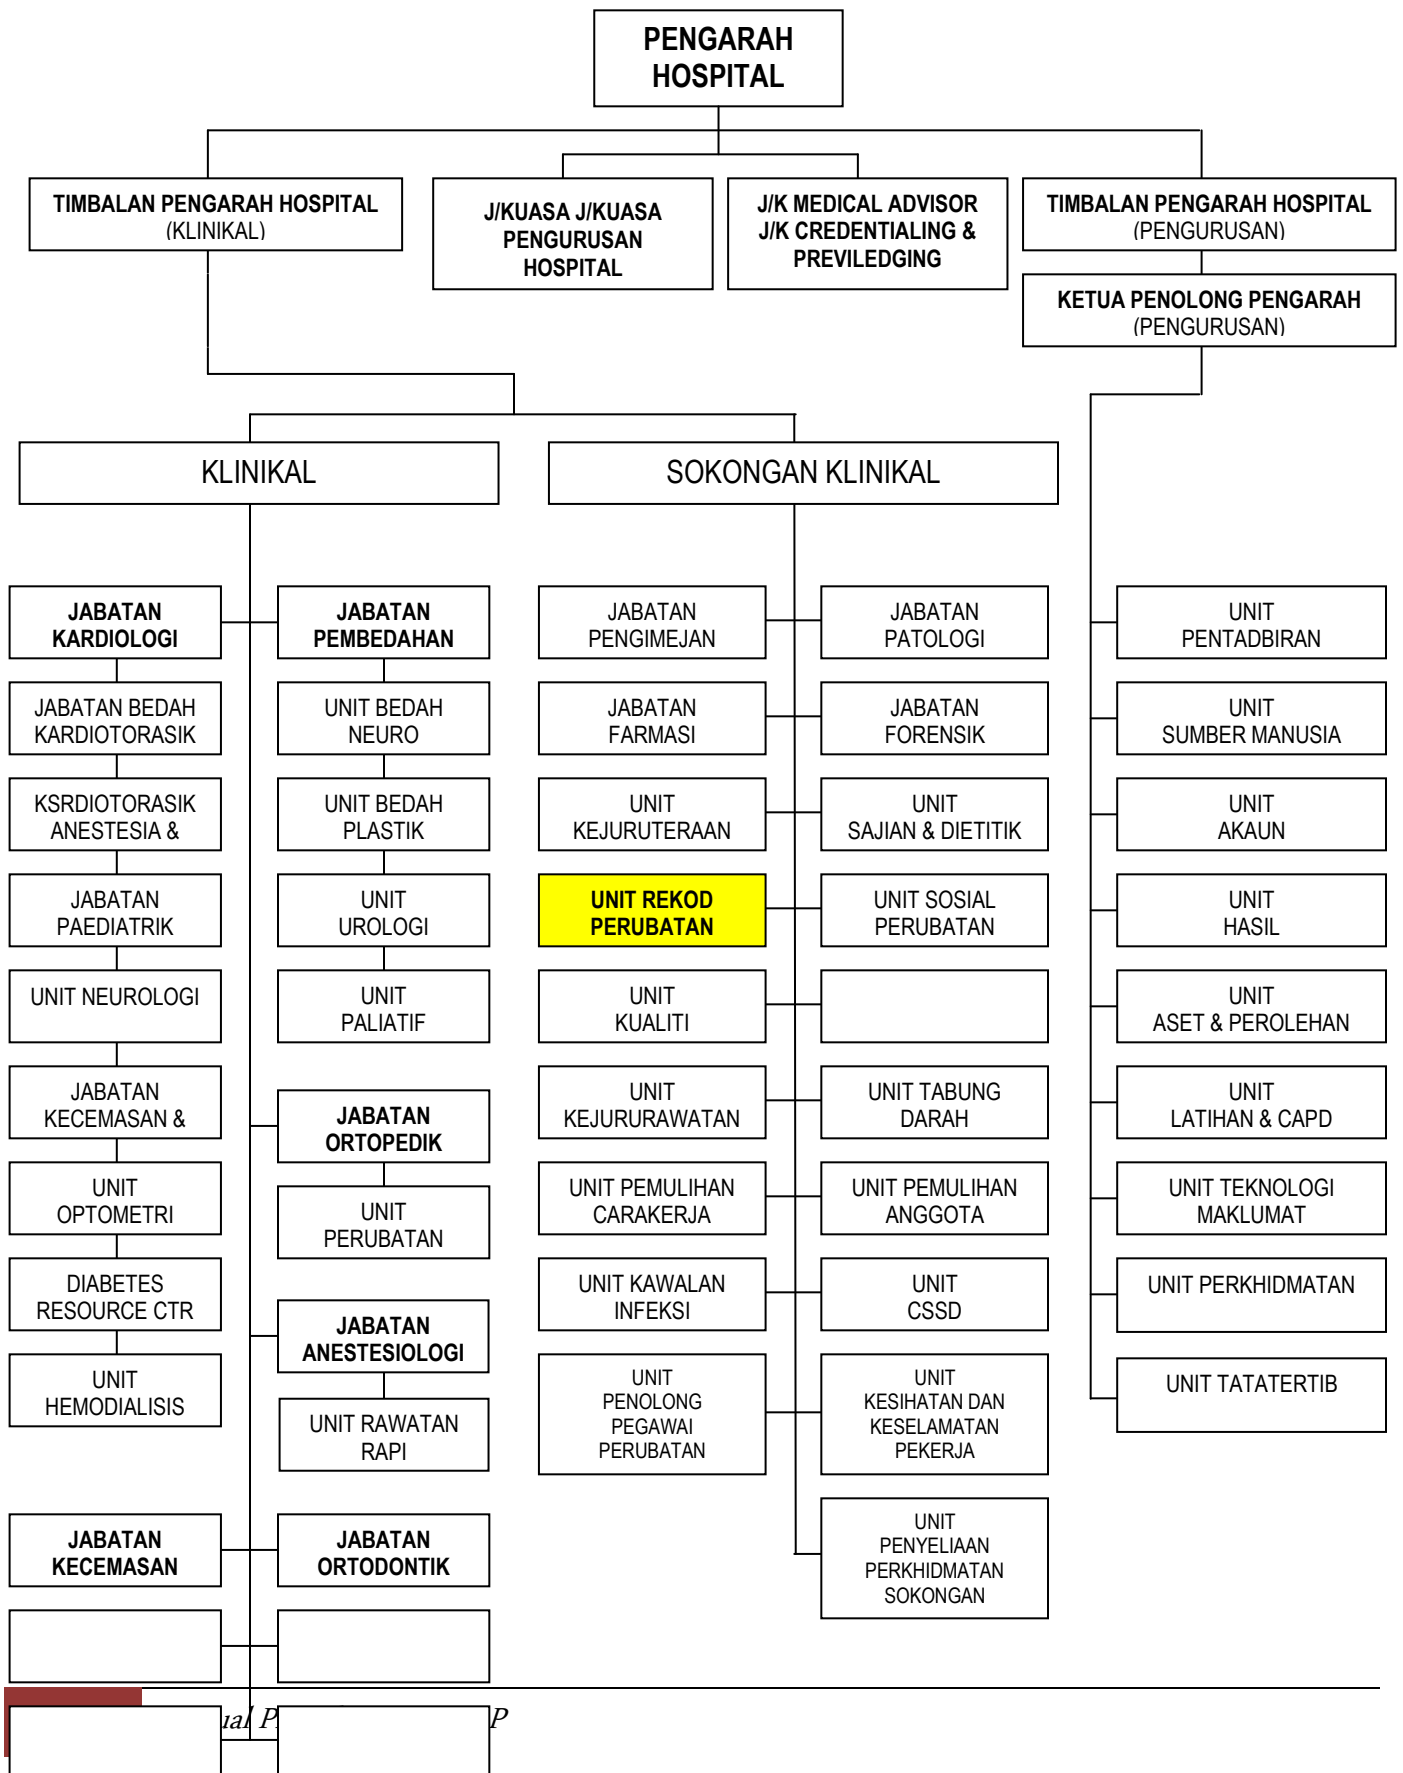 PENGARAH
HOSPITAL
TIMBALAN PENGARAH HOSPITAL
(KLINIKAL)
J/KUASA J/KUASA
PENGURUSAN
HOSPITAL
J/K MEDICAL ADVISOR
J/K CREDENTIALING &
PREVILEDGING
TIMBALAN PENGARAH HOSPITAL
(PENGURUSAN)
KETUA PENOLONG PENGARAH
(PENGURUSAN)
KLINIKAL
SOKONGAN KLINIKAL
JABATAN
KARDIOLOGI
JABATAN BEDAH
KARDIOTORASIK
KSRDIOTORASIK
ANESTESIA &
JABATAN
PAEDIATRIK
UNIT NEUROLOGI
JABATAN
KECEMASAN &
UNIT
OPTOMETRI
DIABETES
RESOURCE CTR
UNIT
HEMODIALISIS
JABATAN
KECEMASAN
JABATAN
PEMBEDAHAN
UNIT BEDAH
NEURO
UNIT BEDAH
PLASTIK
UNIT
UROLOGI
UNIT
PALIATIF
JABATAN
ORTOPEDIK
UNIT
PERUBATAN
JABATAN
ANESTESIOLOGI
UNIT RAWATAN
RAPI
JABATAN
ORTODONTIK
JABATAN
PENGIMEJAN
JABATAN
FARMASI
UNIT
KEJURUTERAAN
UNIT REKOD
PERUBATAN
UNIT
KUALITI
UNIT
KEJURURAWATAN
UNIT PEMULIHAN
CARAKERJA
UNIT KAWALAN
INFEKSI
UNIT
PENOLONG
PEGAWAI
PERUBATAN
JABATAN
PATOLOGI
JABATAN
FORENSIK
UNIT
SAJIAN & DIETITIK
UNIT SOSIAL
PERUBATAN
UNIT TABUNG
DARAH
UNIT PEMULIHAN
ANGGOTA
UNIT
CSSD
UNIT
KESIHATAN DAN
KESELAMATAN
PEKERJA
UNIT
PENYELIAAN
PERKHIDMATAN
SOKONGAN
UNIT
PENTADBIRAN
UNIT
SUMBER MANUSIA
UNIT
AKAUN
UNIT
HASIL
UNIT
ASET & PEROLEHAN
UNIT
LATIHAN & CAPD
UNIT TEKNOLOGI
MAKLUMAT
UNIT PERKHIDMATAN
UNIT TATATERTIB